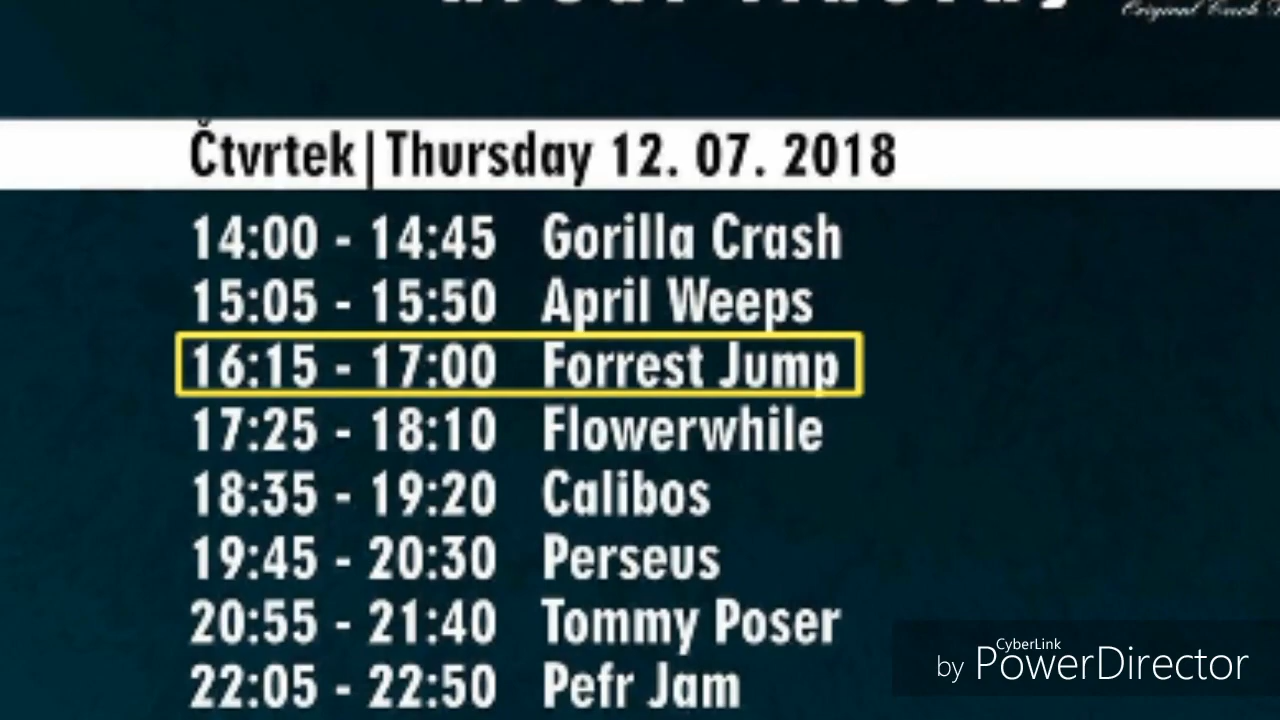 Original Czech
Čtvrtek|Thursday 12. 07. 2018
14:00 - 14:45 Gorilla Crash
15:05 - 15:50 April Weeps
16:15 - 17:00 Forrest Jump
17:25 - 18:10 Flowerwhile
18:35 - 19:20 Calibos
19:45 - 20:30 Perseus
20:55 - 21:40 Tommy Poser
22:05 - 22:50 Pefr Jam
CyberLink
by PowerDirector